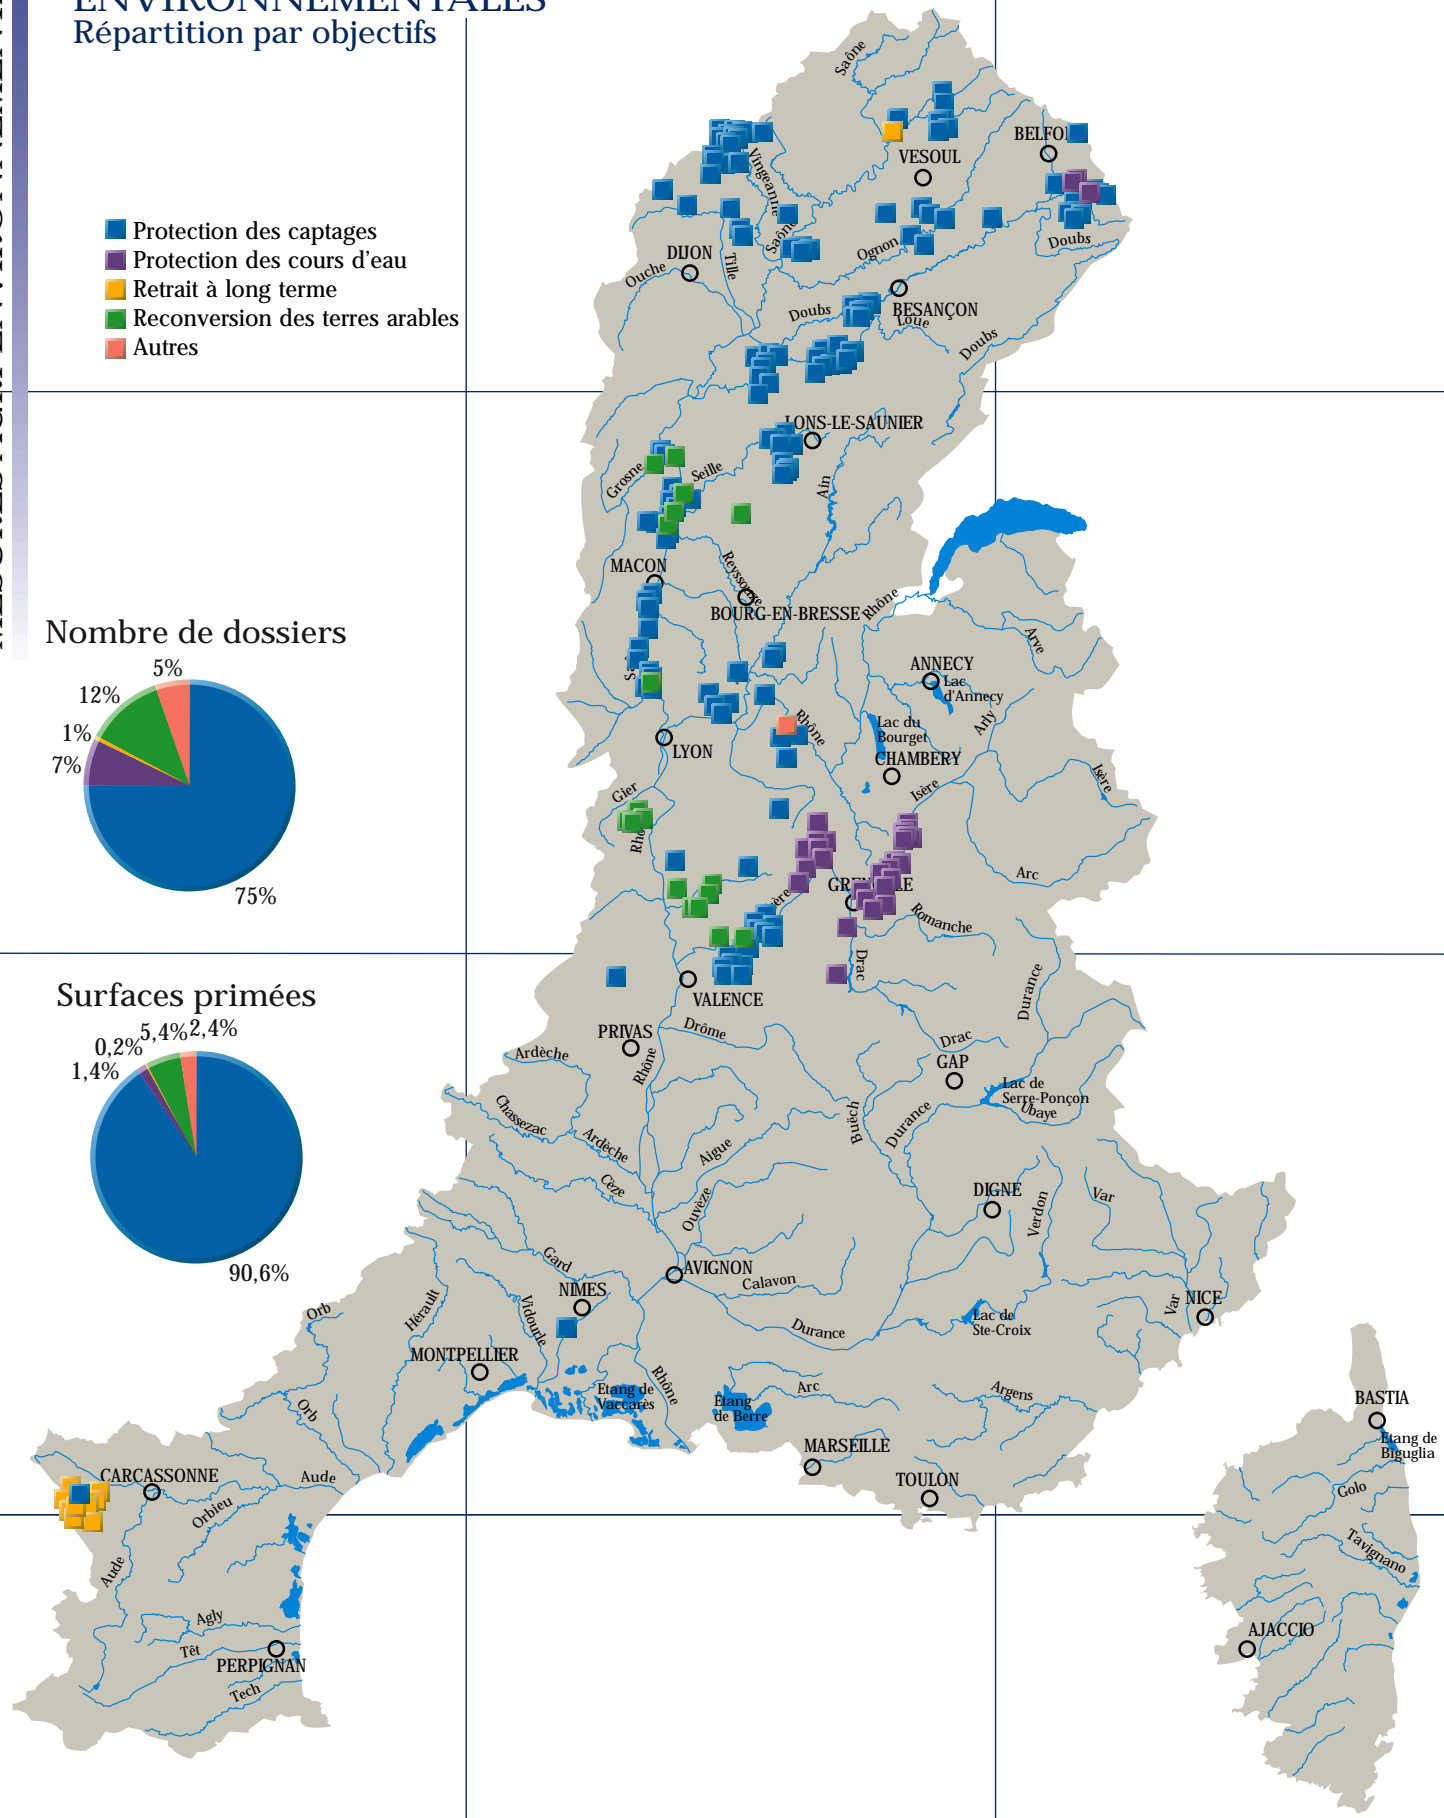 ENVIRONNEMENTALES
Répartition par objectifs
Protection des captages
Protection des cours d'eau
Retrait à long terme
Reconversion des terres arables
Autres
Saône
BELFO
VESOUL
Vingeanne
Saône
Doubs
DIJON
Tille
Ognon
Ouche
BESANÇON
Doubs
Loue
Doubs
LONS-LE-SAUNIER
Grosne
Seille
Ain
MACON
Reyssouze
BOURG-EN-BRESSE
Rhône
Arve
Nombre de dossiers
5%
12%
1%
7%
75%
ANNECY
Lac
d'Annecy
Arly
Rhône
Lac du
Bourget
LYON
CHAMBERY
Isère
Isère
Gier
Arc
Romanche
Drac
Durance
VALENCE
Surfaces primées
5,4%
2,4%
0,2%
1,4%
90,6%
PRIVAS
Drôme
Drac
Ardèche
Rhône
GAP
Lac de
Serre-Ponçon
Ubaye
Chassezac
Ardèche
Buëch
Durance
Aigue
Cèze
Ouvèze
DIGNE
Verdon
Var
Gard
AVIGNON
Calavon
NIMES
Orb
Hérault
Vidourle
Durance
Lac de
Ste-Croix
Var
NICE
MONTPELLIER
Rhône
Etang de
Vaccarès
Etang
de Berre
Arc
Argens
BASTIA
Orb
Etang de
Biguglia
MARSEILLE
CARCASSONNE
Aude
TOULON
Golo
Orbieu
Tavignano
Aude
Agly
AJACCIO
Têt
PERPIGNAN
Tech